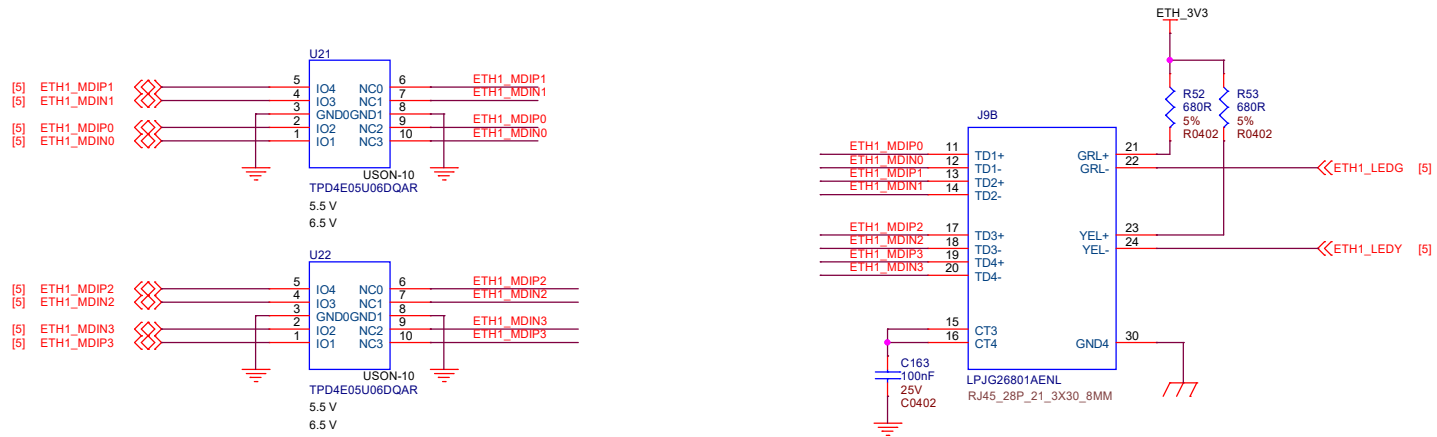 ETH_3V3
U21
[5] ETH1_MDIP1 5 IO4 NC0 6 ETH1_MDIP1
[5] ETH1_MDIN1 4 IO3 NC1 7 ETH1_MDIN1
3 GND0 GND1 8
[5] ETH1_MDIP0 2 IO2 NC2 9 ETH1_MDIP0
[5] ETH1_MDIN0 1 IO1 NC3 10 ETH1_MDIN0
USON-10
TPD4E05U06DQAR
5.5 V
6.5 V
U22
[5] ETH1_MDIP2 5 IO4 NC0 6 ETH1_MDIP2
[5] ETH1_MDIN2 4 IO3 NC1 7 ETH1_MDIN2
3 GND0 GND1 8
[5] ETH1_MDIN3 2 IO2 NC2 9 ETH1_MDIN3
[5] ETH1_MDIP3 1 IO1 NC3 10 ETH1_MDIP3
USON-10
TPD4E05U06DQAR
5.5 V
6.5 V
R52 R53
680R 680R
5% 5%
R0402 R0402
J9B
ETH1_MDIP0 11 TD1+ GRL+ 21
ETH1_MDIN0 12 TD1- GRL- 22 ETH1_LEDG [5]
ETH1_MDIP1 13 TD2+
ETH1_MDIN1 14 TD2-
ETH1_MDIP2 17 TD3+ YEL+ 23
ETH1_MDIN2 18 TD3- YEL- 24 ETH1_LEDY [5]
ETH1_MDIP3 19 TD4+
ETH1_MDIN3 20 TD4-
15 CT3
16 CT4 GND4 30
C163
100nF
25V
C0402
LPJG26801AENL
RJ45_28P_21_3X30_8MM